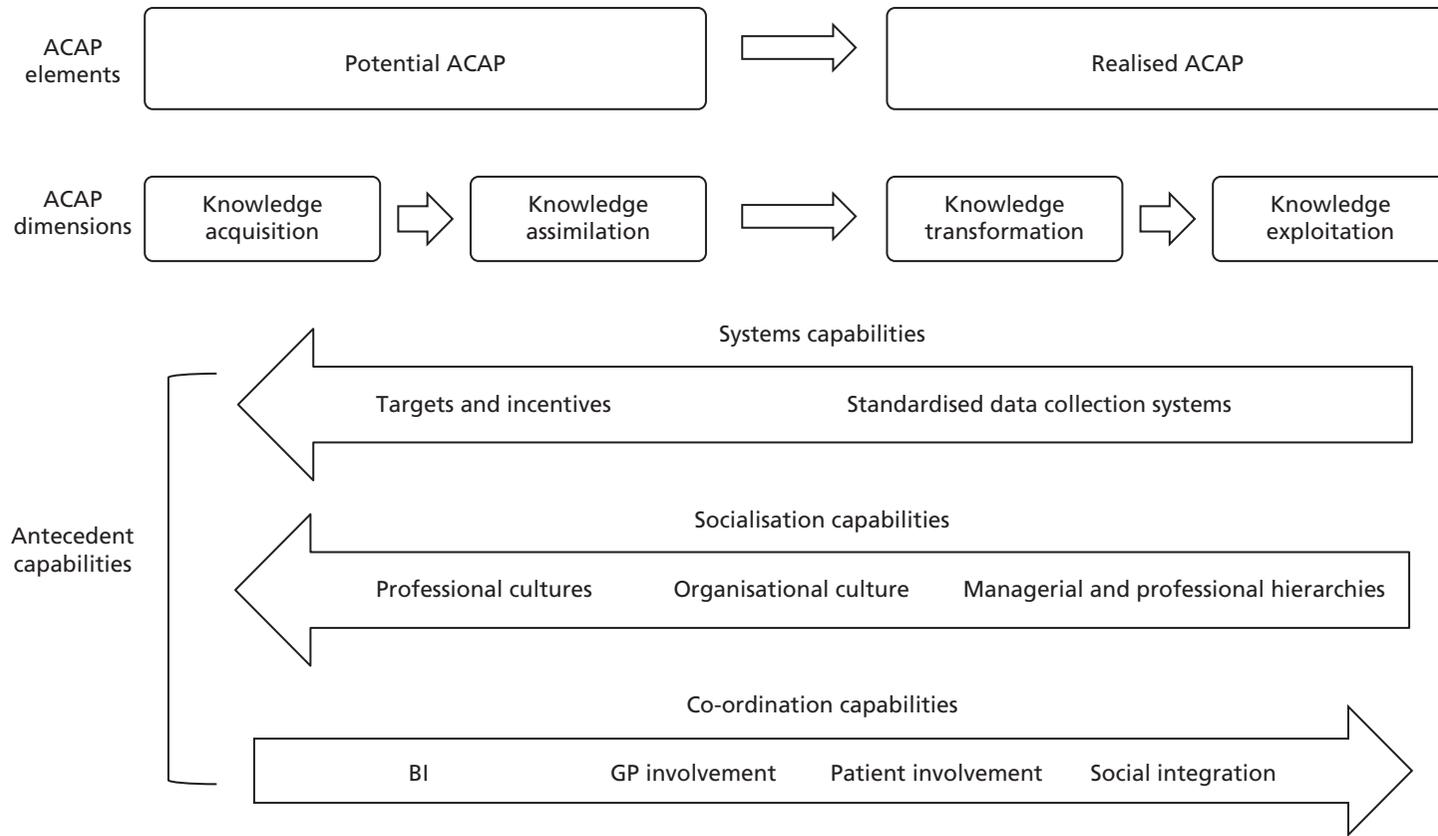 ACAP
elements
Potential ACAP
Realised ACAP
ACAP
dimensions
Knowledge
acquisition
Knowledge
assimilation
Knowledge
transformation
Knowledge
exploitation
Systems capabilities
Targets and incentives
Standardised data collection systems
Antecedent
capabilities
Socialisation capabilities
Professional cultures
Organisational culture
Managerial and professional hierarchies
Co-ordination capabilities
BI
GP involvement
Patient involvement
Social integration